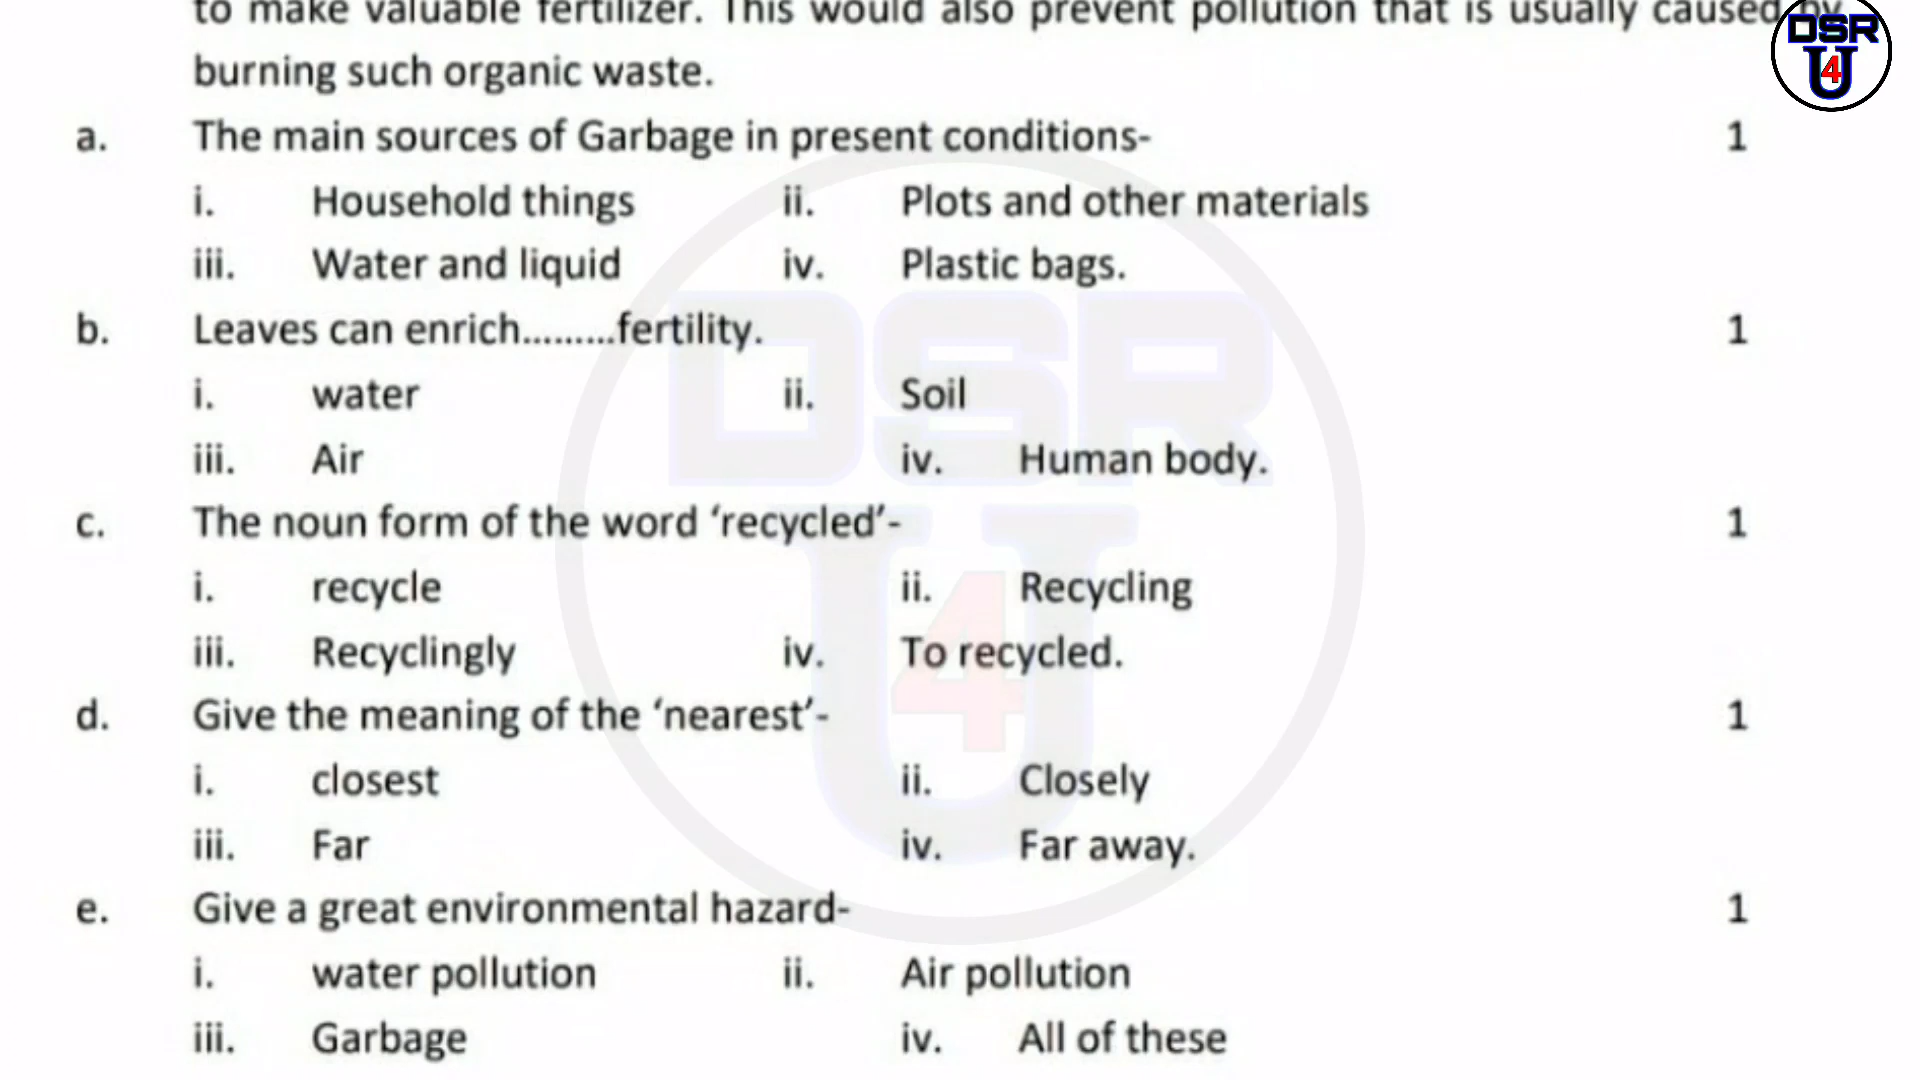 to make valuable fertilizer. This would also prevent pollution that is usually caused by
burning such organic waste.
DSR
U
4
a. The main sources of Garbage in present conditions- 1
i. Household things ii. Plots and other materials
iii. Water and liquid iv. Plastic bags.
b. Leaves can enrich.........fertility. 1
i. water ii. Soil
iii. Air iv. Human body.
c. The noun form of the word ‘recycled’- 1
i. recycle ii. Recycling
iii. Recyclingly iv. To recycled.
d. Give the meaning of the ‘nearest’- 1
i. closest ii. Closely
iii. Far iv. Far away.
e. Give a great environmental hazard- 1
i. water pollution ii. Air pollution
iii. Garbage iv. All of these
DSR
U
4